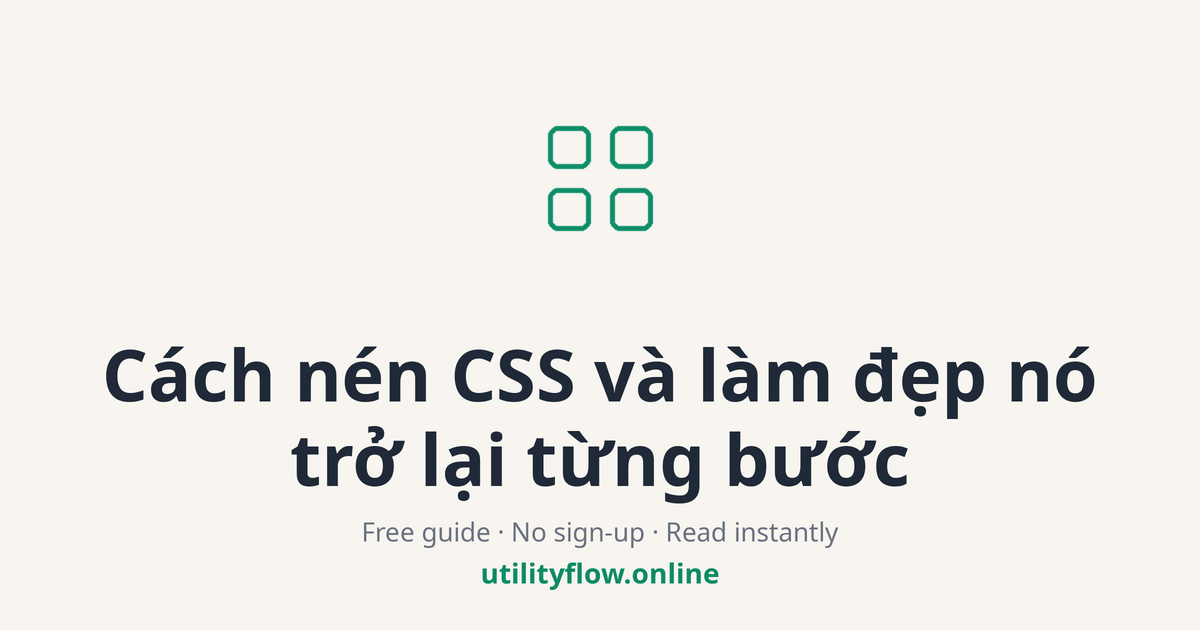 Cách nén CSS và làm đẹp nó
trở lại từng bước
Free guide · No sign-up · Read instantly
utilityflow.online